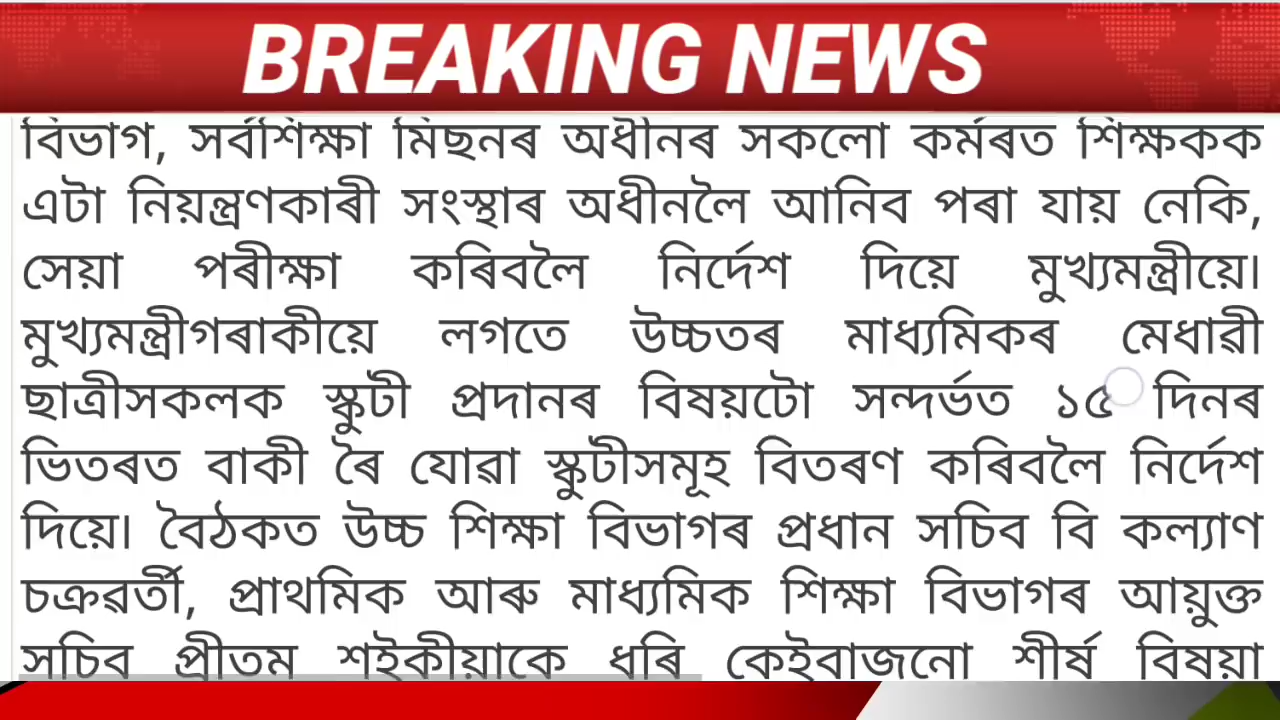 BREAKING NEWS
বিভাগ, সৰ্বশিক্ষা মিছনৰ অধীনৰ সকলো কৰ্মৰত শিক্ষকক
এটা নিয়ন্ত্ৰণকাৰী সংস্থাৰ অধীনলৈ আনিব পৰা যায় নেকি,
সেয়া পৰীক্ষা কৰিবলৈ নিৰ্দেশ দিয়ে মুখ্যমন্ত্ৰীয়ে।
মুখ্যমন্ত্ৰীগৰাকীয়ে লগতে উচ্চতৰ মাধ্যমিকৰ মেধাৱী
ছাত্ৰীসকলক স্কুটী প্ৰদানৰ বিষয়টো সন্দৰ্ভত ১৫ দিনৰ
ভিতৰত বাকী ৰৈ যোৱা স্কুটীসমূহ বিতৰণ কৰিবলৈ নিৰ্দেশ
দিয়ে। বৈঠকত উচ্চ শিক্ষা বিভাগৰ প্ৰধান সচিব বি কল্যাণ
চক্ৰৱৰ্তী, প্ৰাথমিক আৰু মাধ্যমিক শিক্ষা বিভাগৰ আয়ুক্ত
সচিব প্ৰীতম শইকীয়াকে ধৰি কেইবাজনো শীৰ্ষ বিষয়া